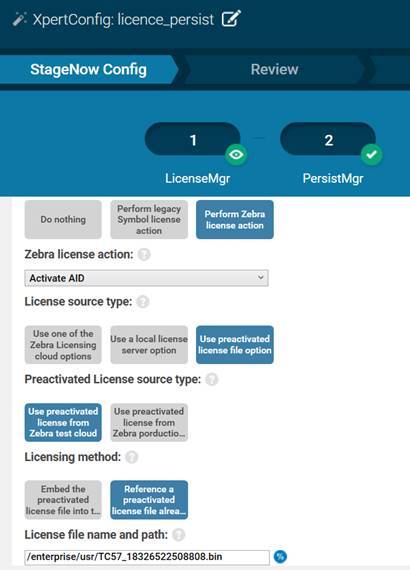 XpertConfig: licence_persist
StageNow Config
Review
1
2
LicenseMgr
PersistMgr
Do nothing
Perform legacy
Symbol license
action
Perform Zebra
license action
Zebra license action: ?
Activate AID
License source type: ?
Use one of the
Zebra Licensing
cloud options
Use a local license
server option
Use preactivated
license file option
Preactivated License source type: ?
Use preactivated
license from
Zebra test cloud
Use preactivated
license from
Zebra porductio...
Licensing method: ?
Embed the
preactivated
license file into t...
Reference a
preactivated
license file alrea...
License file name and path: ?
/enterprise/usr/TC57_18326522508808.bin
%